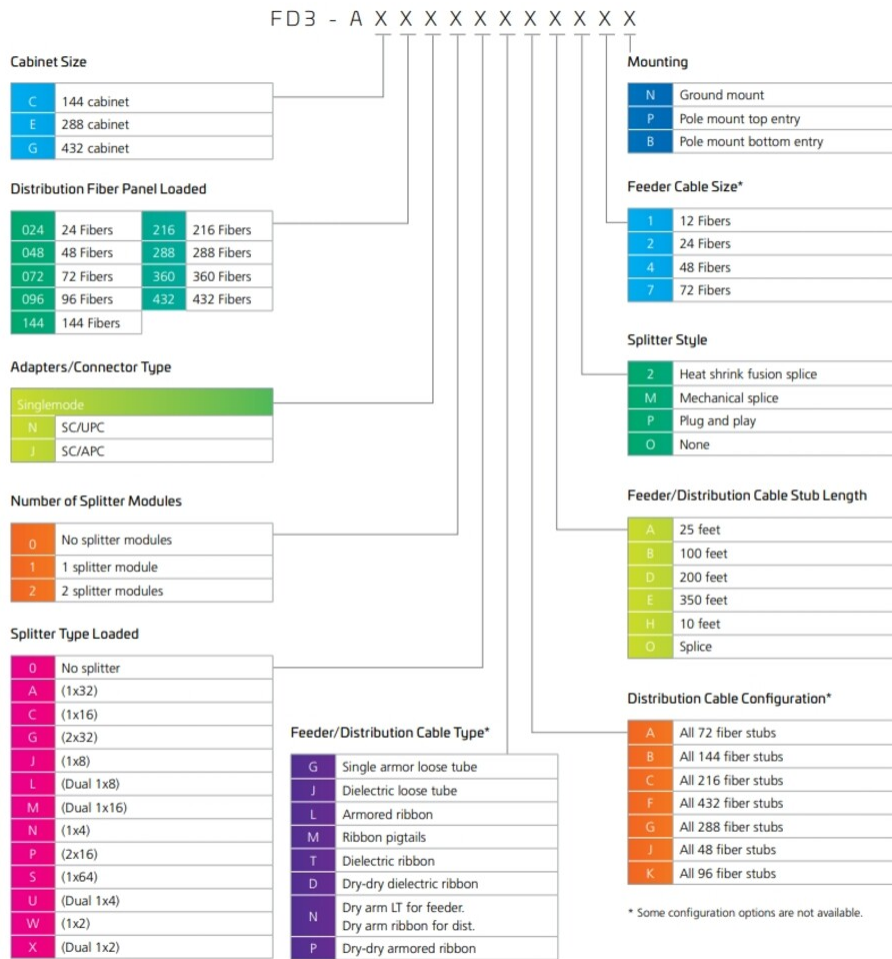 FD3 - A X X X X X X X X X X X
Cabinet Size
C 144 cabinet
E 288 cabinet
G 432 cabinet
Distribution Fiber Panel Loaded
024 24 Fibers 216 216 Fibers
048 48 Fibers 288 288 Fibers
072 72 Fibers 360 360 Fibers
096 96 Fibers 432 432 Fibers
144 144 Fibers
Adapters/Connector Type
Singlemode
N SC/UPC
J SC/APC
Number of Splitter Modules
0 No splitter modules
1 1 splitter module
2 2 splitter modules
Splitter Type Loaded
0 No splitter
A (1x32)
C (1x16)
G (2x32)
J (1x8)
L (Dual 1x8)
M (Dual 1x16)
N (1x4)
P (2x16)
S (1x64)
U (Dual 1x4)
W (1x2)
X (Dual 1x2)
Feeder/Distribution Cable Type*
G Single armor loose tube
J Dielectric loose tube
L Armored ribbon
M Ribbon pigtails
T Dielectric ribbon
D Dry-dry dielectric ribbon
N Dry arm LT for feeder.
Dry arm ribbon for dist.
P Dry-dry armored ribbon
Mounting
N Ground mount
P Pole mount top entry
B Pole mount bottom entry
Feeder Cable Size*
1 12 Fibers
2 24 Fibers
4 48 Fibers
7 72 Fibers
Splitter Style
2 Heat shrink fusion splice
M Mechanical splice
P Plug and play
O None
Feeder/Distribution Cable Stub Length
A 25 feet
B 100 feet
D 200 feet
E 350 feet
H 10 feet
O Splice
Distribution Cable Configuration*
A All 72 fiber stubs
B All 144 fiber stubs
C All 216 fiber stubs
F All 432 fiber stubs
G All 288 fiber stubs
J All 48 fiber stubs
K All 96 fiber stubs
* Some configuration options are not available.